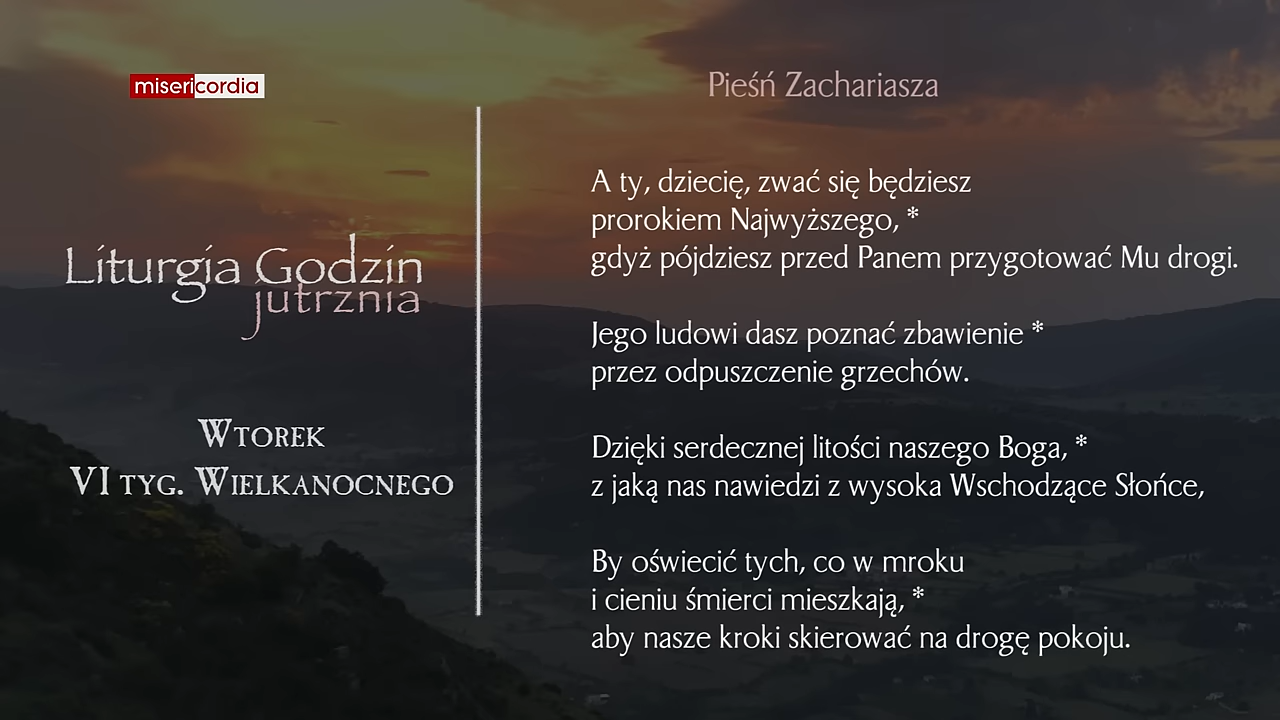 misericordia
Liturgia Godzin
jutrznia
Wtorek
VI tyg. Wielkanocnego
Pieśń Zachariasza
A ty, dziecię, zwać się będziesz
prorokiem Najwyższego, *
gdyż pójdziesz przed Panem przygotować Mu drogi.
Jego ludowi dasz poznać zbawienie *
przez odpuszczenie grzechów.
Dzięki serdecznej litości naszego Boga, *
z jaką nas nawiedzi z wysoka Wschodzące Słońce,
By oświecić tych, co w mroku
i cieniu śmierci mieszkają, *
aby nasze kroki skierować na drogę pokoju.